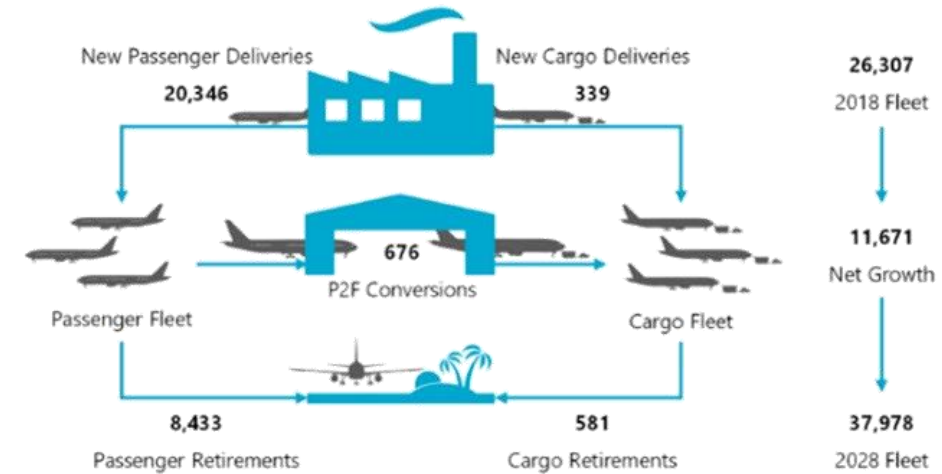 New Passenger Deliveries
20,346
New Cargo Deliveries
339
26,307
2018 Fleet
676
P2F Conversions
11,671
Net Growth
Passenger Fleet
Cargo Fleet
8,433
Passenger Retirements
581
Cargo Retirements
37,978
2028 Fleet